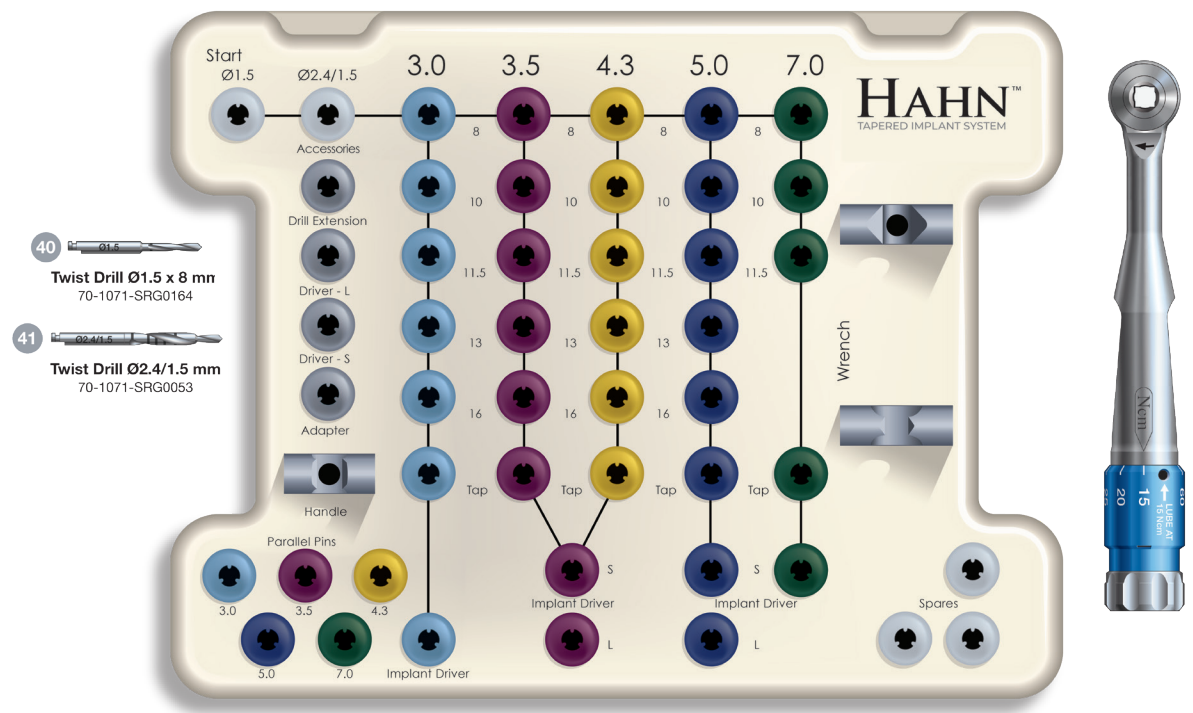 Start
Ø1.5
Ø2.4/1.5
3.0
3.5
4.3
5.0
7.0
HAHN™
TAPERED IMPLANT SYSTEM
8 8 8 8
Accessories
10 10 10 10
Drill Extension
11.5 11.5 11.5 11.5
Driver - L
13 13 13
Driver - S
16 16 16
Adapter
Tap Tap Tap Tap
Handle
Wrench
Parallel Pins
3.0
3.5
4.3
5.0
7.0
Implant Driver
S
Implant Driver
L
S
Implant Driver
L
Spares
40
Ø1.5
Twist Drill Ø1.5 x 8 mm
70-1071-SRG0164
41
Ø2.4/1.5
Twist Drill Ø2.4/1.5 mm
70-1071-SRG0053
Ncm
20
15
LUBE AT
15 Ncm